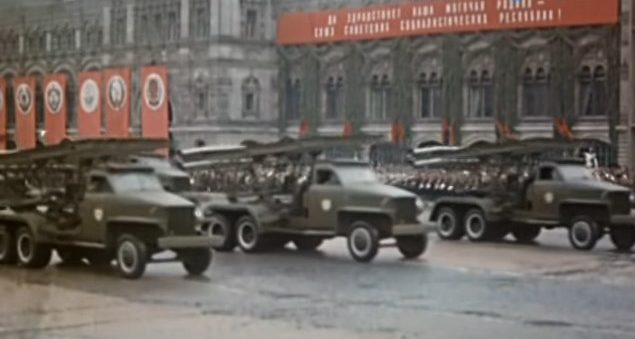 ДА ЗДРАВСТВУЕТ НАША МОГУЧАЯ РОДИНА —
СОЮЗ СОВЕТСКИХ СОЦИАЛИСТИЧЕСКИХ РЕСПУБЛИК!